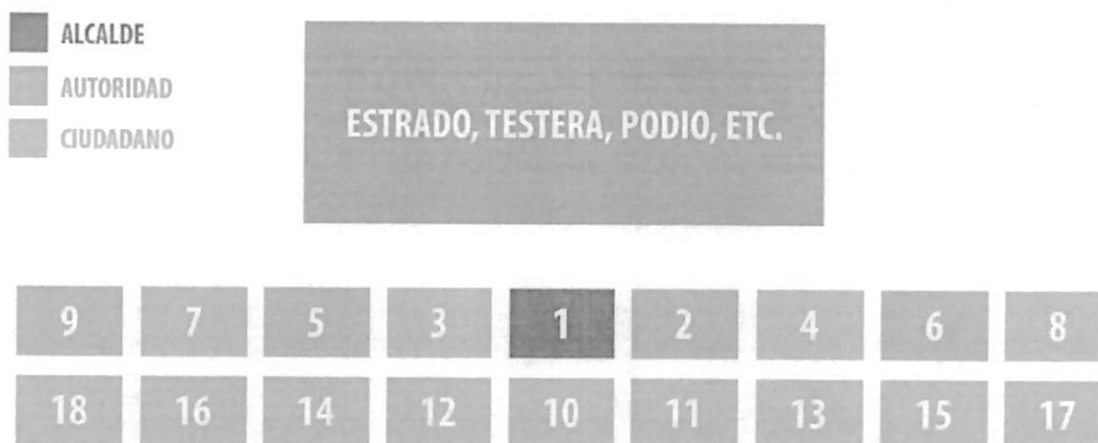 ALCALDE
AUTORIDAD
CIUDADANO
ESTRADO, TESTERA, PODIO, ETC.
9 7 5 3 1 2 4 6 8
18 16 14 12 10 11 13 15 17